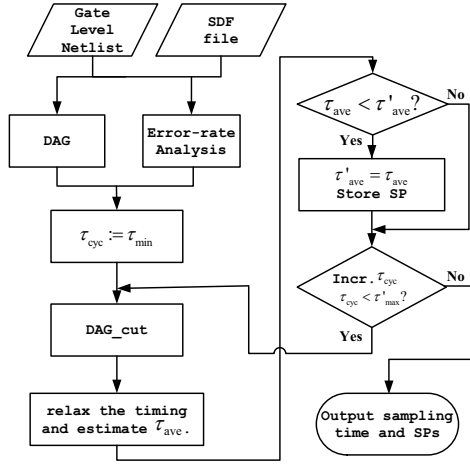 Gate
Level
Netlist
SDF
file
DAG
Error-rate
Analysis
τcyc := τmin
DAG_cut
relax the timing
and estimate τave.
τave < τ'ave?
No
Yes
τ'ave = τave
Store SP
Incr. τcyc
τcyc < τ'max?
No
Yes
Output sampling
time and SPs